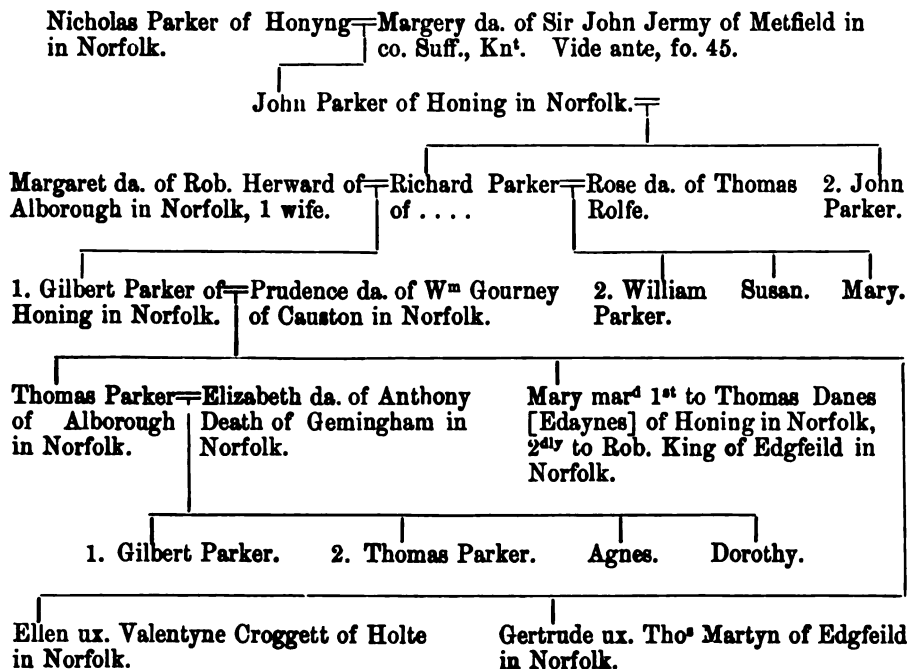 Nicholas Parker of Honyng Margery da. of Sir John Jermy of Metfield in
in Norfolk. co. Suff., Knᵗ. Vide ante, fo. 45.
John Parker of Honing in Norfolk.
Margaret da. of Rob. Herward of Richard Parker Rose da. of Thomas 2. John
Alborough in Norfolk, 1 wife. of .... Rolfe. Parker.
1. Gilbert Parker of Prudence da. of Wᵐ Gourney 2. William Susan. Mary.
Honing in Norfolk. of Causton in Norfolk. Parker.
Thomas Parker Elizabeth da. of Anthony Mary marᵈ 1ˢᵗ to Thomas Danes
of Alborough Death of Gemingham in [Edaynes] of Honing in Norfolk,
in Norfolk. Norfolk. 2ᵈˡʸ to Rob. King of Edgfeild in
Norfolk.
1. Gilbert Parker. 2. Thomas Parker. Agnes. Dorothy.
Ellen ux. Valentyne Croggett of Holte Gertrude ux. Thoˢ Martyn of Edgfeild
in Norfolk. in Norfolk.